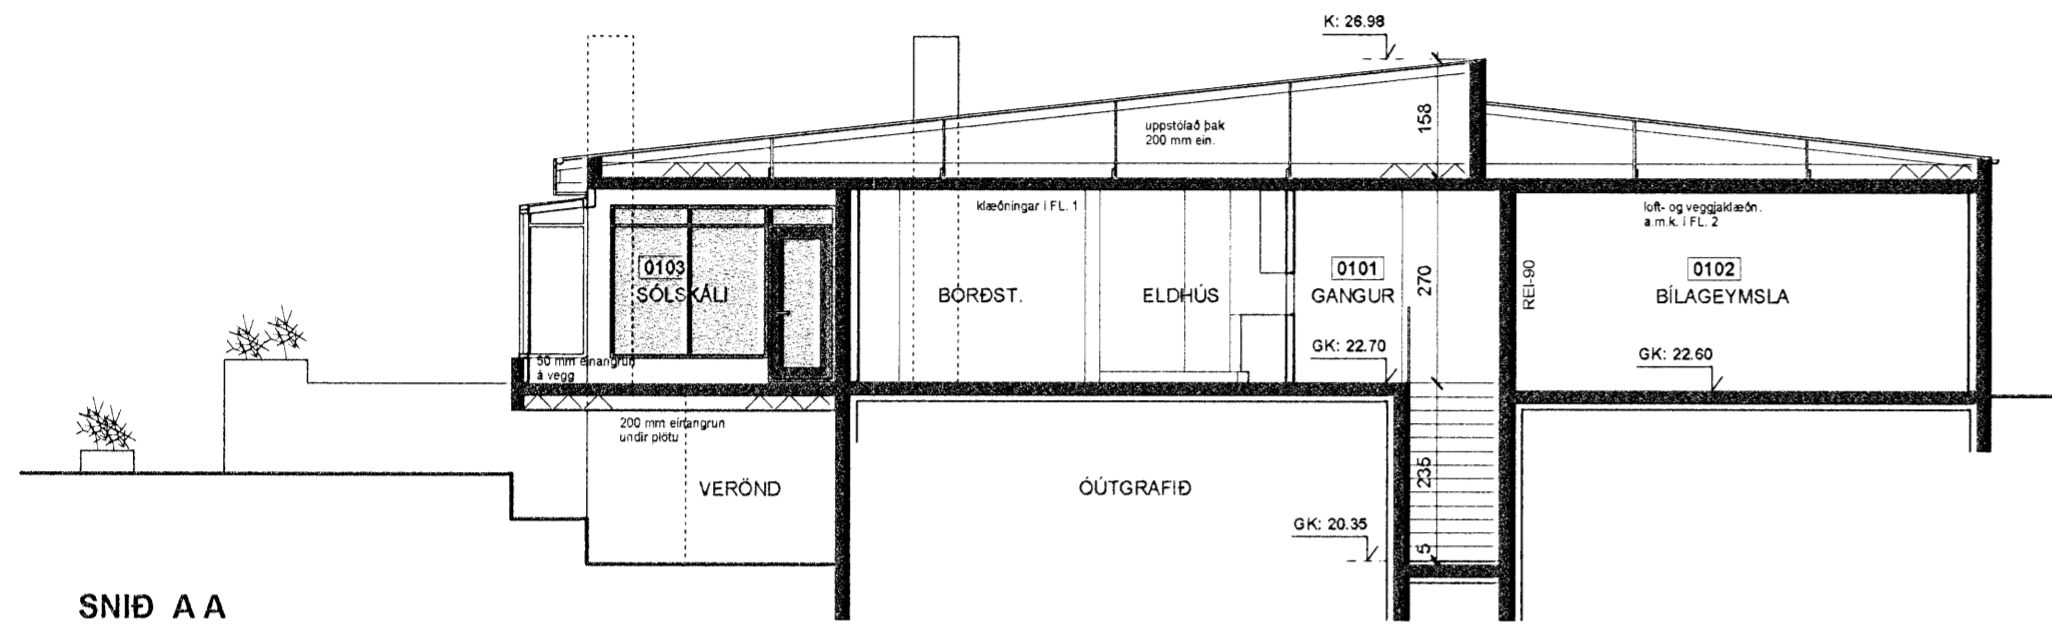 K: 26.98
158
uppstólað þak
200 mm ein.
klæðningar í FL. 1
loft- og veggjaklæðn.
a.m.k. í FL. 2
0103
SÓLSKÁLI
BORÐST.
ELDHÚS
0101
GANGUR
270
REI-90
0102
BÍLAGEYMSLA
GK: 22.70
GK: 22.60
50 mm einangrun
á vegg
200 mm einangrun
undir plötu
VERÖND
ÓÚTGRAFIÐ
235
GK: 20.35
5
SNIÐ A A